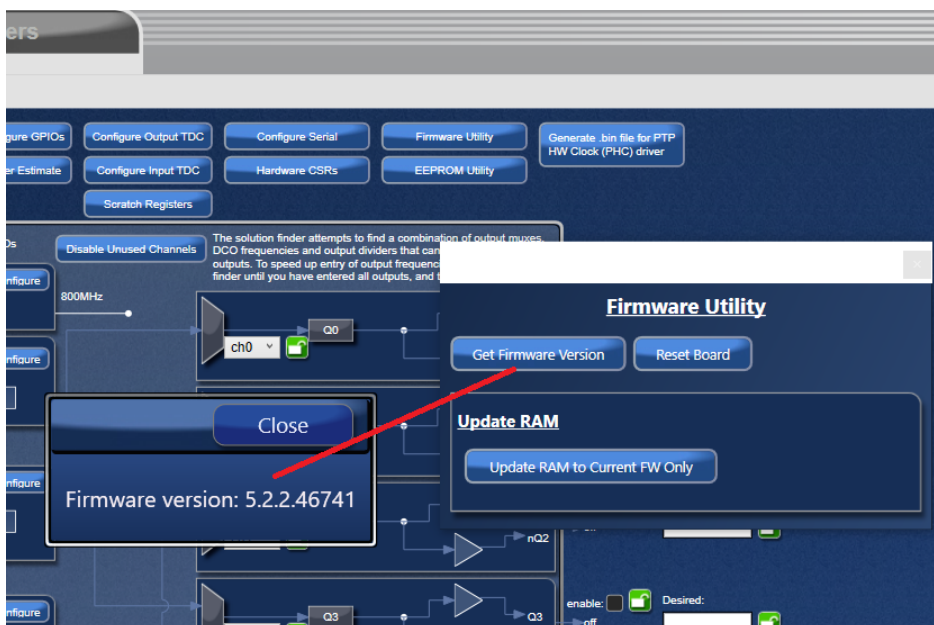 ers
gure GPIOs
Configure Output TDC
Configure Serial
Firmware Utility
Generate .bin file for PTP
HW Clock (PHC) driver
er Estimate
Configure Input TDC
Hardware CSRs
EEPROM Utility
Scratch Registers
Os
Disable Unused Channels
The solution finder attempts to find a combination of output muxes,
DCO frequencies and output dividers that can
outputs. To speed up entry of output frequenc
finder until you have entered all outputs, and t
nfigure
800MHz
Firmware Utility
Q0
ch0
Get Firmware Version
Reset Board
nfigure
Close
Update RAM
Update RAM to Current FW Only
nfigure
Firmware version: 5.2.2.46741
nQ2
off
enable:
Desired:
nfigure
Q3
Q3
off